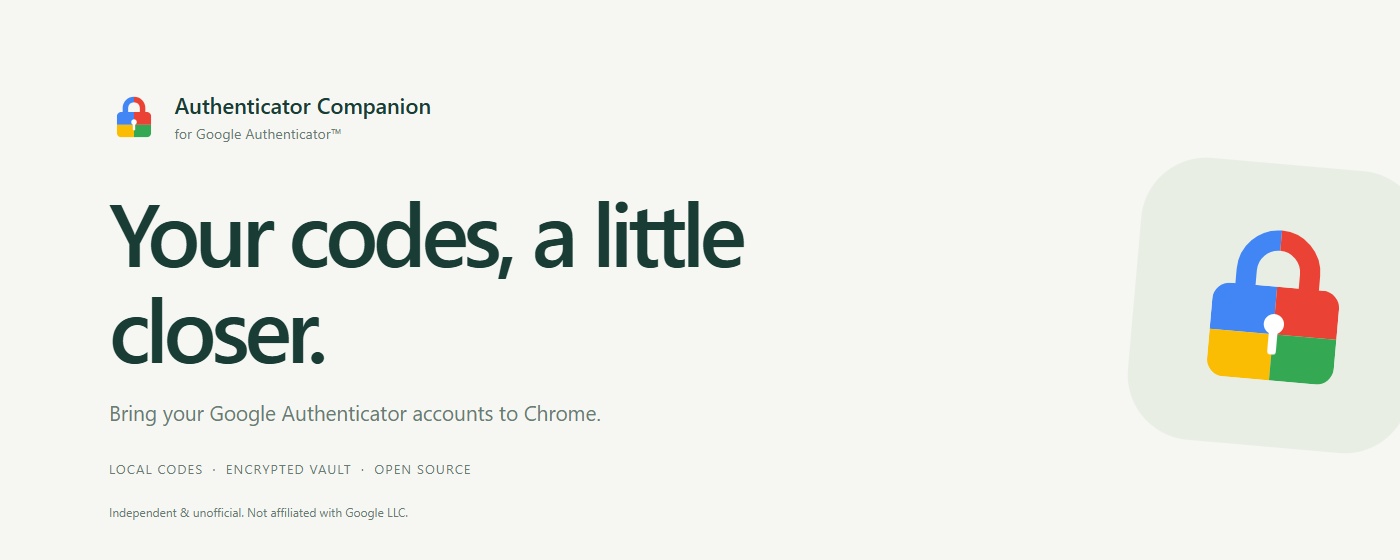 Authenticator Companion
for Google Authenticator™
Your codes, a little
closer.
Bring your Google Authenticator accounts to Chrome.
LOCAL CODES · ENCRYPTED VAULT · OPEN SOURCE
Independent & unofficial. Not affiliated with Google LLC.